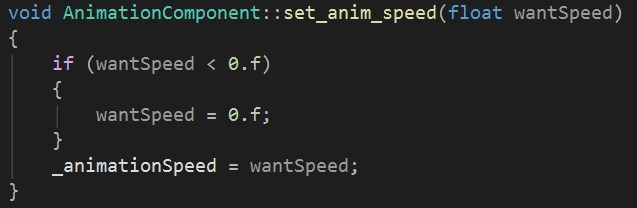 void AnimationComponent::set_anim_speed(float wantSpeed)
{
    if (wantSpeed < 0.f)
    {
        wantSpeed = 0.f;
    }
    _animationSpeed = wantSpeed;
}